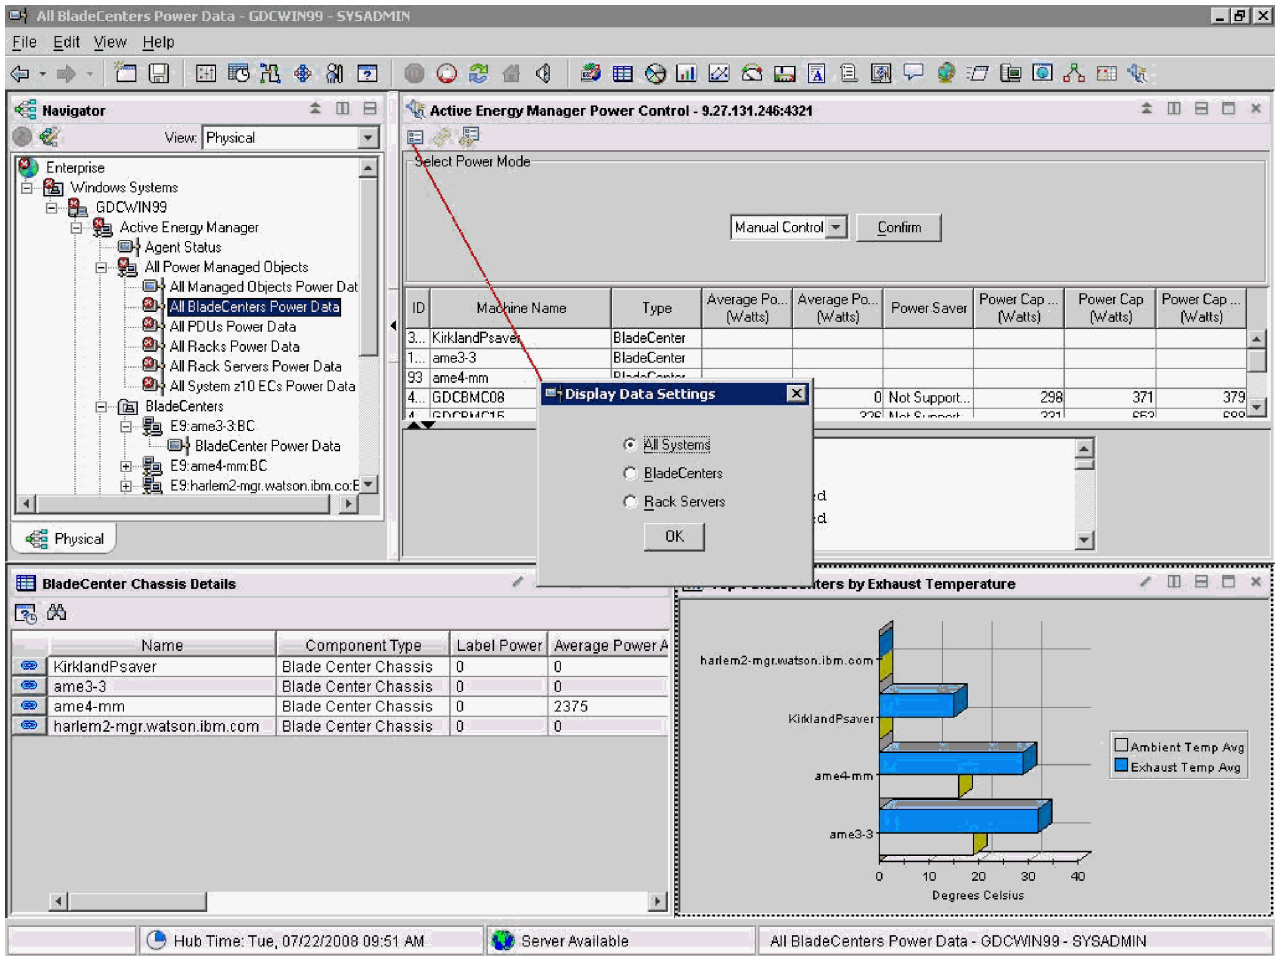 All BladeCenters Power Data - GDCWIN99 - SYSADMIN
File Edit View Help
Navigator
View: Physical
Enterprise
Windows Systems
GDCWIN99
Active Energy Manager
Agent Status
All Power Managed Objects
All Managed Objects Power Dat
All BladeCenters Power Data
All PDUs Power Data
All Racks Power Data
All Rack Servers Power Data
All System z10 ECs Power Data
BladeCenters
E9:ame3-3:BC
BladeCenter Power Data
E9:ame4-mm:BC
E9:harlem2-mgr.watson.ibm.co:E
Physical
Active Energy Manager Power Control - 9.27.131.246:4321
Select Power Mode
Manual Control Confirm
ID Machine Name Type Average Po... (Watts) Average Po... (Watts) Power Saver Power Cap ... (Watts) Power Cap (Watts) Power Cap ... (Watts)
3... KirklandPsaver BladeCenter
1... ame3-3 BladeCenter
93 ame4-mm BladeCenter
4... GDCBMC08 0 Not Support... 298 371 379
4... GDCBMC15 326 Not Support... 331 653 688
ed
ed
Display Data Settings
All Systems
BladeCenters
Rack Servers
OK
BladeCenter Chassis Details
Name Component Type Label Power Average Power A
KirklandPsaver Blade Center Chassis 0 0
ame3-3 Blade Center Chassis 0 0
ame4-mm Blade Center Chassis 0 2375
harlem2-mgr.watson.ibm.com Blade Center Chassis 0 0
by Exhaust Temperature
harlem2-mgr.watson.ibm.com
KirklandPsaver
ame4-mm
ame3-3
0 10 20 30 40
Degrees Celsius
Ambient Temp Avg
Exhaust Temp Avg
Hub Time: Tue, 07/22/2008 09:51 AM
Server Available
All BladeCenters Power Data - GDCWIN99 - SYSADMIN